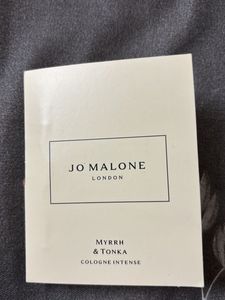 JO MALONE
LONDON
MYRRH
& TONKA
COLOGNE INTENSE